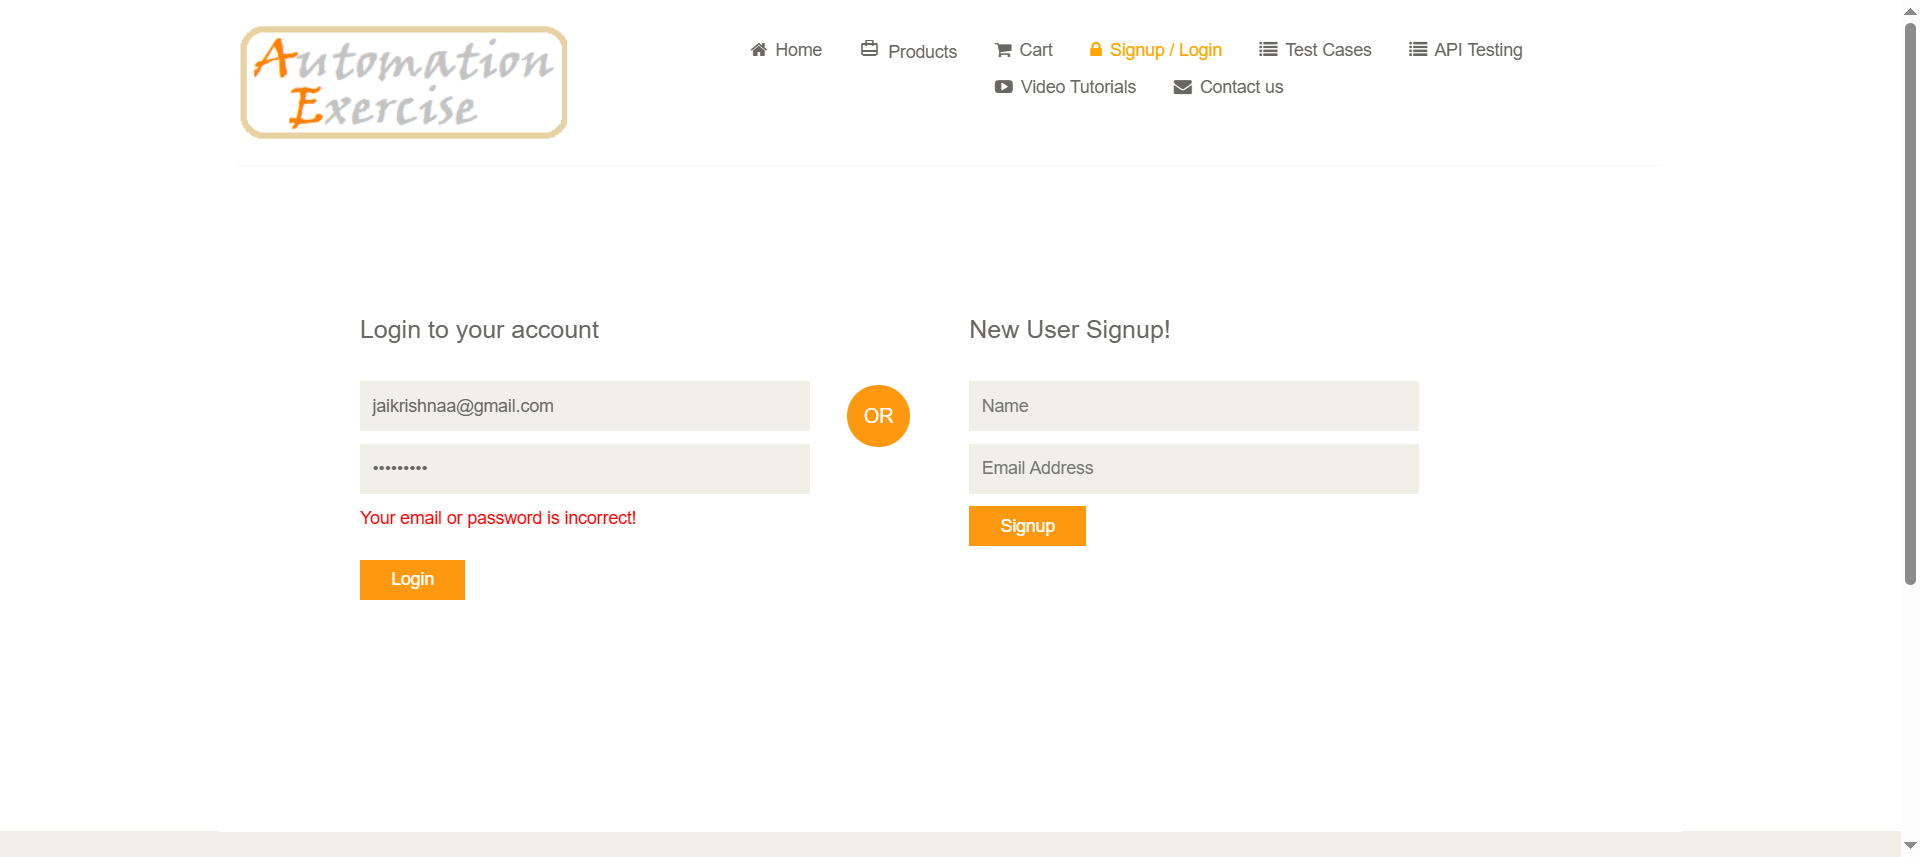 Automation
Exercise
Home
Products
Cart
Signup / Login
Test Cases
API Testing
Video Tutorials
Contact us
Login to your account
jaikrishnaa@gmail.com
•••••••••
Your email or password is incorrect!
Login
OR
New User Signup!
Name
Email Address
Signup